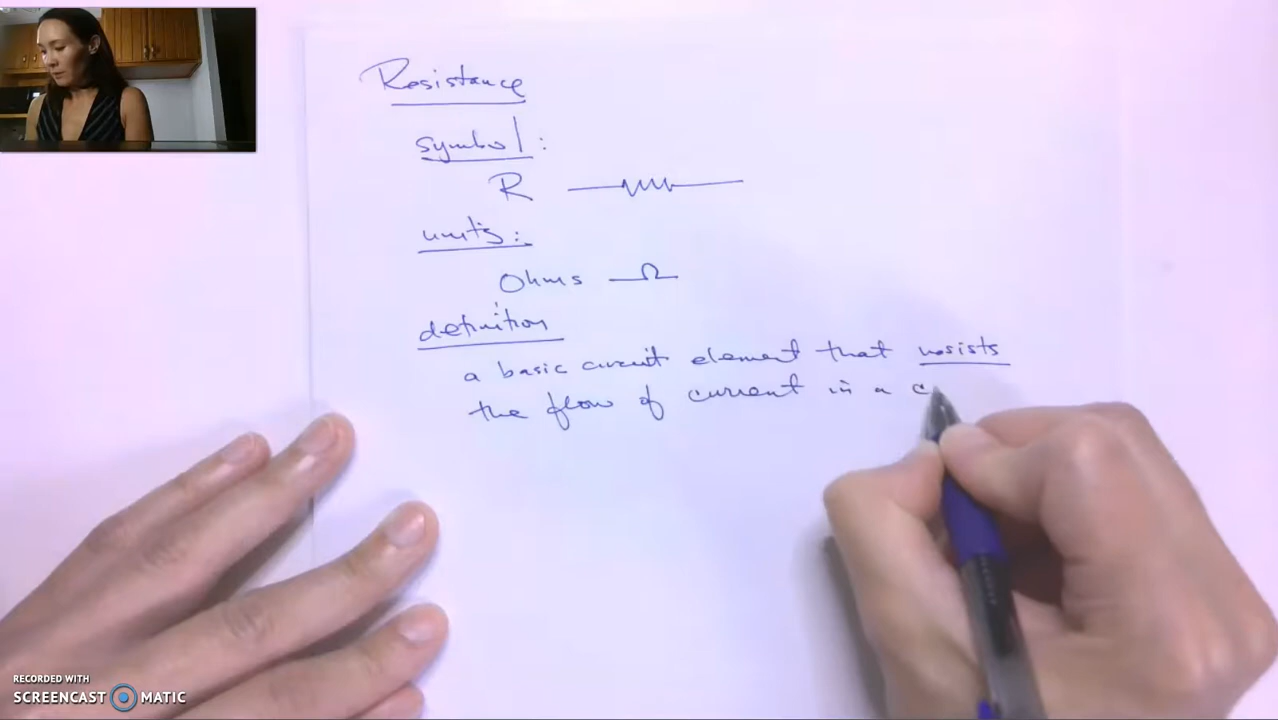 Resistance
symbol:
R
units:
Ohms Ω
definition
a basic circuit element that resists
the flow of current in a c
RECORDED WITH
SCREENCAST MATIC